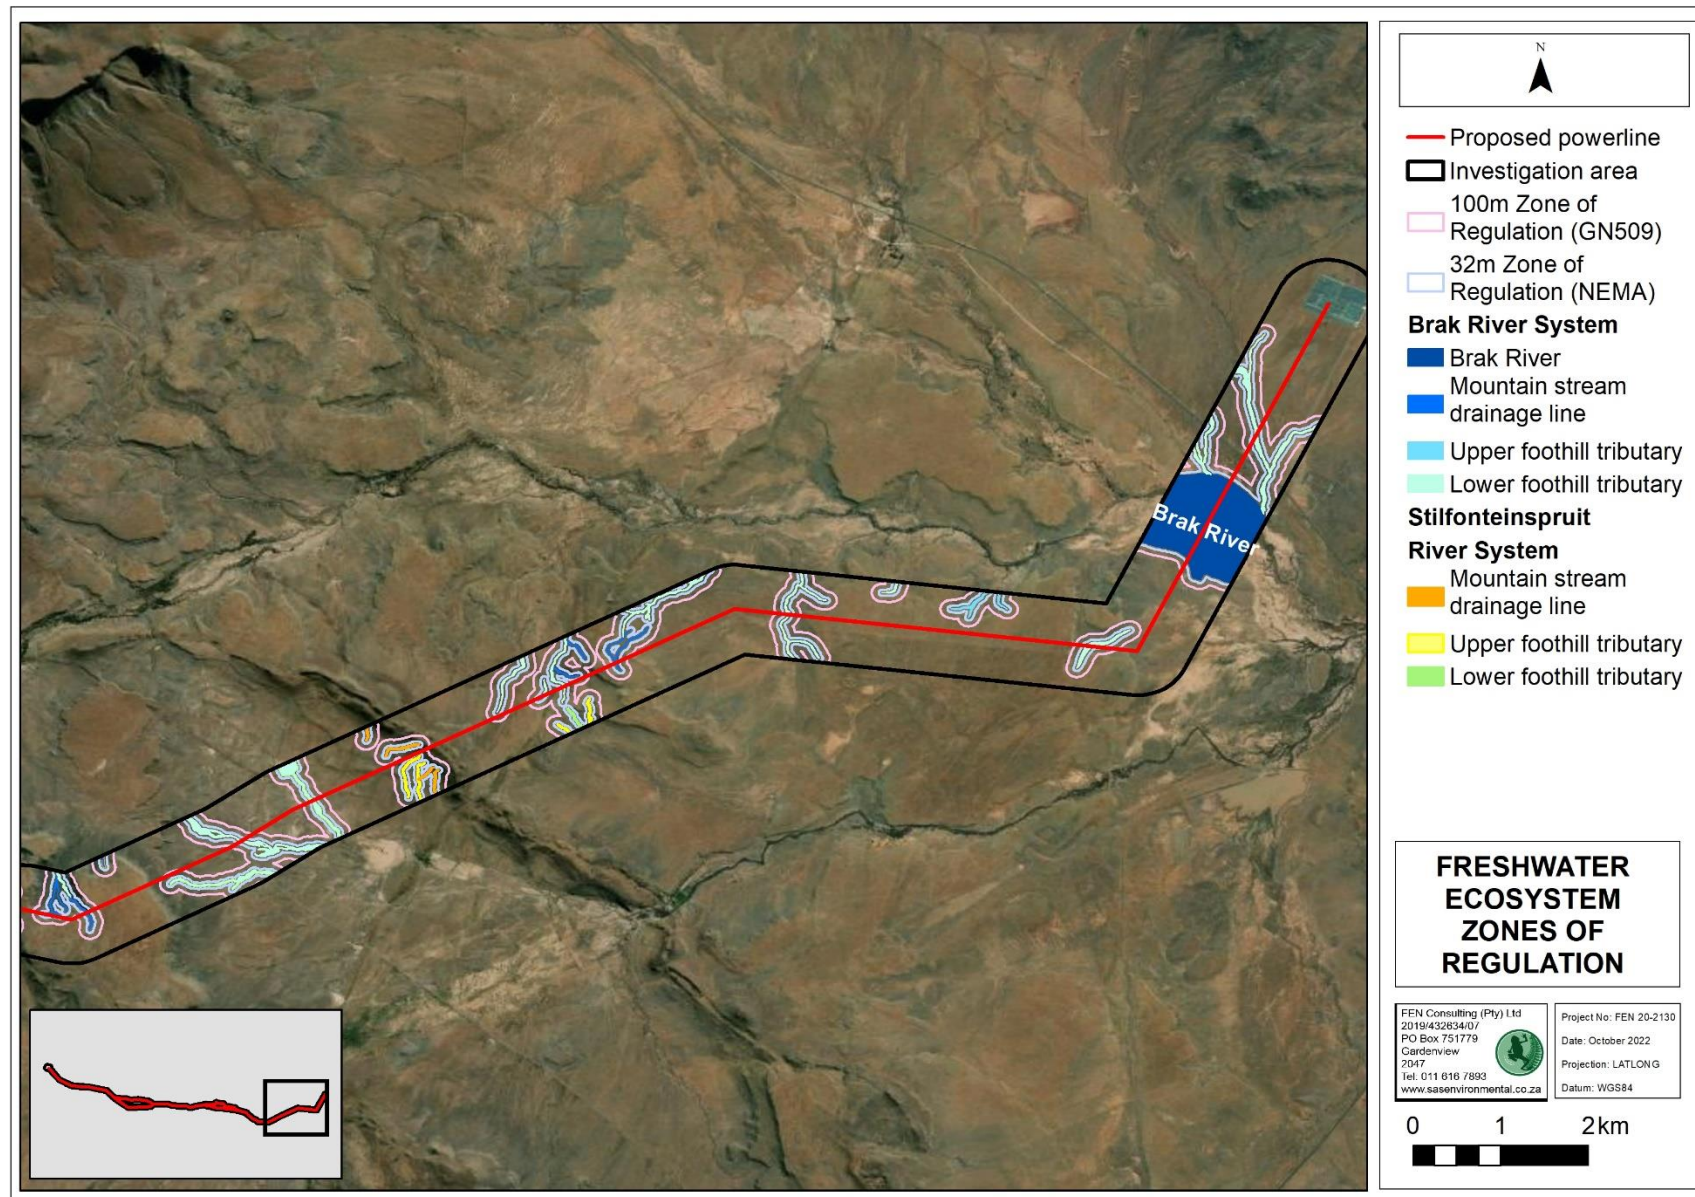 N
Proposed powerline
Investigation area
100m Zone of
Regulation (GN509)
32m Zone of
Regulation (NEMA)
Brak River System
Brak River
Mountain stream
drainage line
Upper foothill tributary
Lower foothill tributary
Stilfonteinspruit
River System
Mountain stream
drainage line
Upper foothill tributary
Lower foothill tributary
Brak River
FRESHWATER
ECOSYSTEM
ZONES OF
REGULATION
FEN Consulting (Pty) Ltd
2019/432634/07
PO Box 751779
Gardenview
2047
Tel: 011 616 7893
www.sasenvironmental.co.za
Project No: FEN 20-2130
Date: October 2022
Projection: LATLONG
Datum: WGS84
0 1 2km